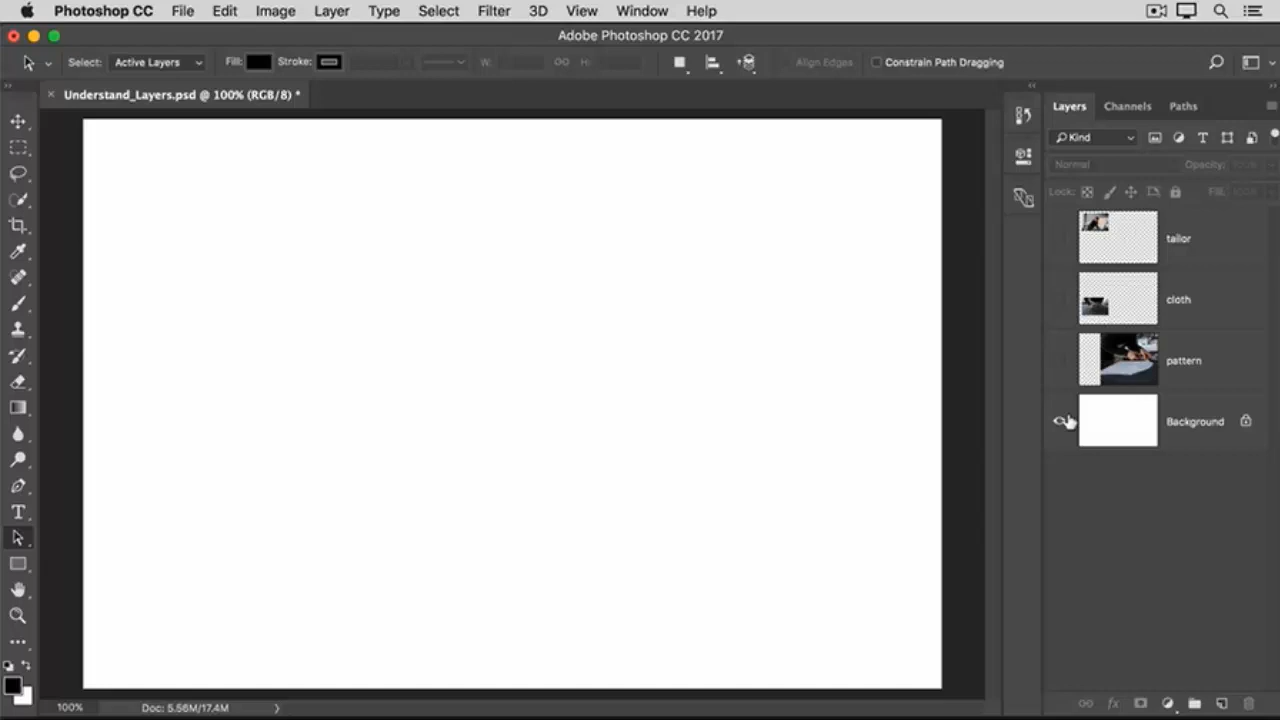 Photoshop CC File Edit Image Layer Type Select Filter 3D View Window Help
Adobe Photoshop CC 2017
Select: Active Layers Fill: Stroke: W: H: Align Edges Constrain Path Dragging
Understand_Layers.psd @ 100% (RGB/8) *
Layers Channels Paths
Kind
Normal Opacity: 100%
Lock: Fill: 100%
tailor
cloth
pattern
Background
100% Doc: 5.56M/17.4M